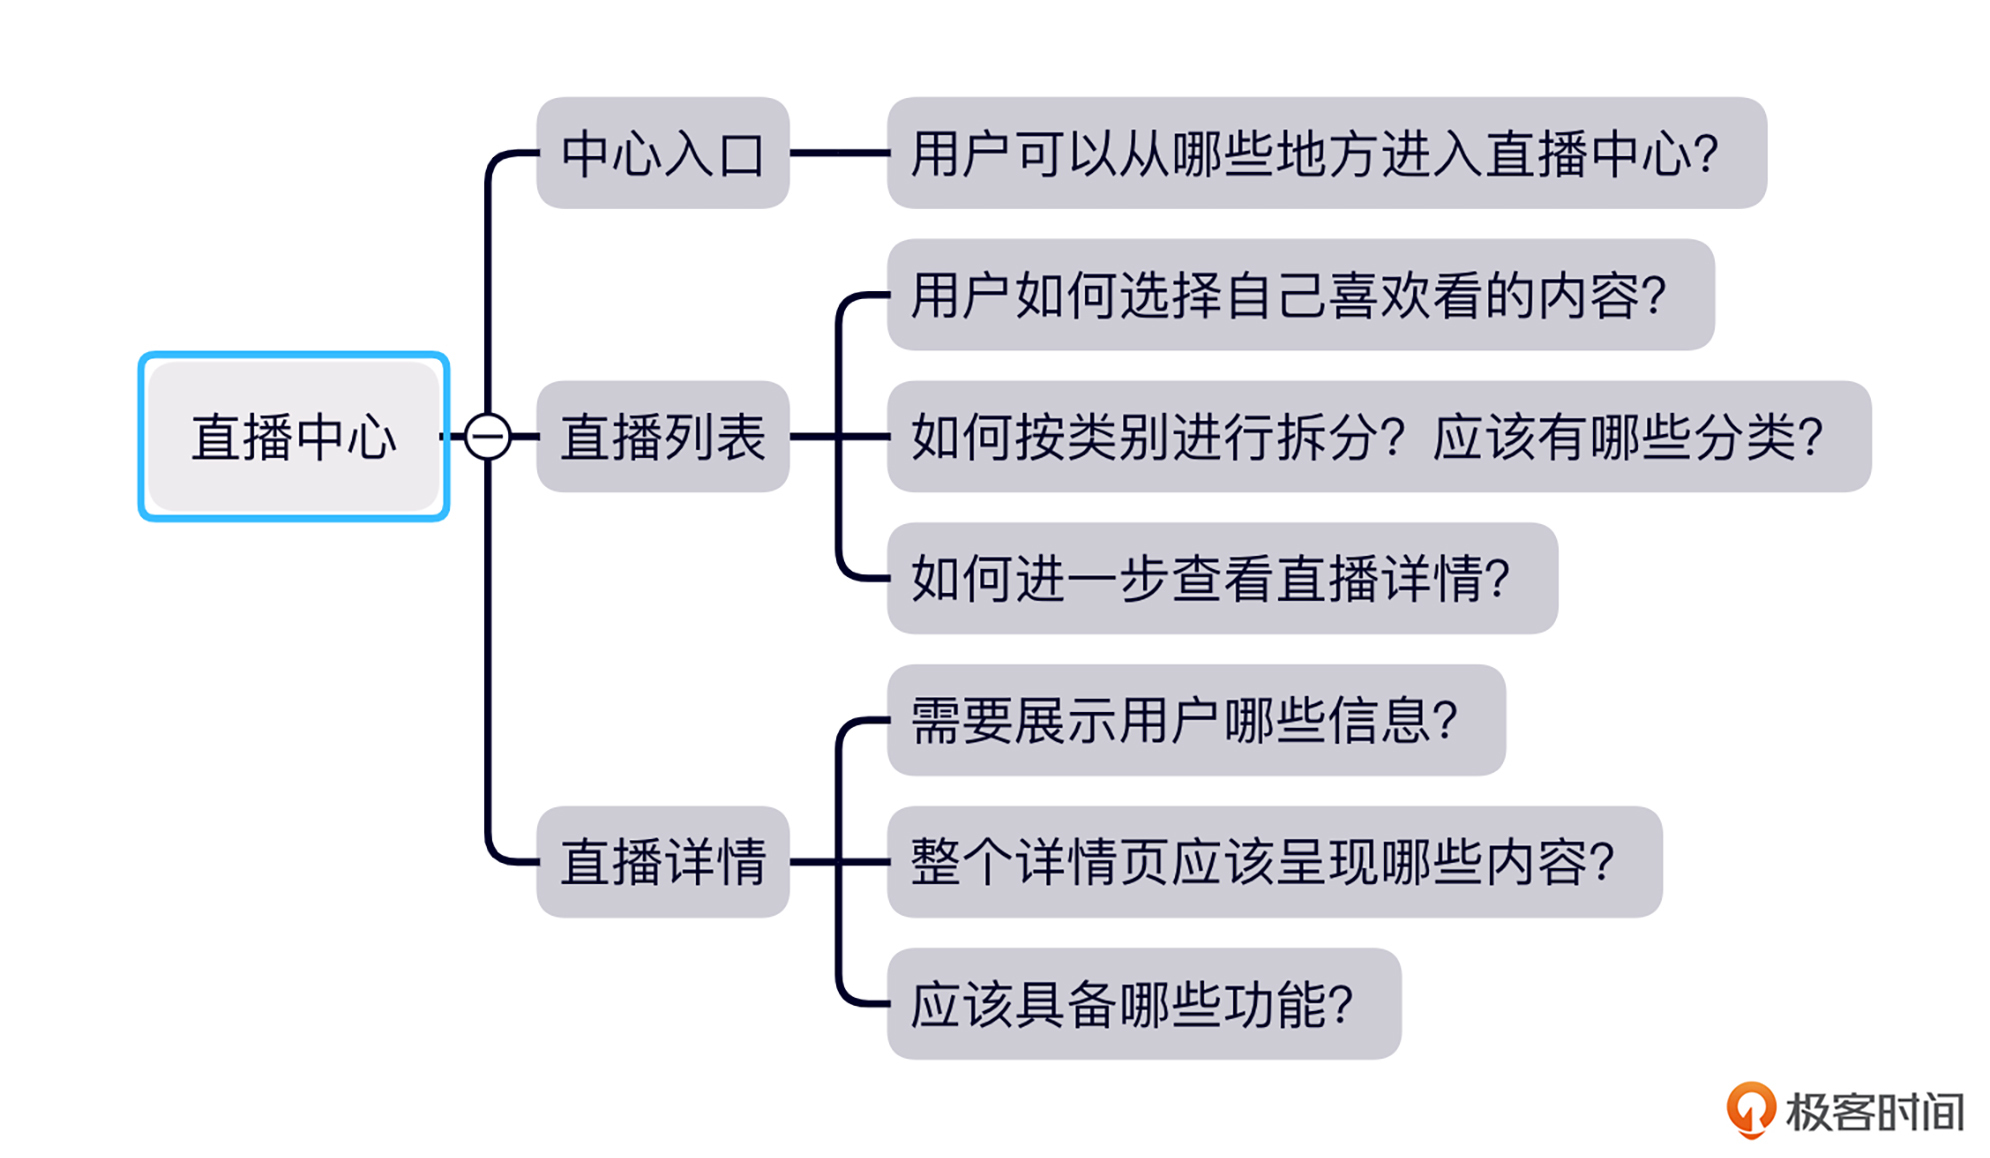 中心入口
用户可以从哪些地方进入直播中心？
用户如何选择自己喜欢看的内容？
直播中心
直播列表
如何按类别进行拆分？应该有哪些分类？
如何进一步查看直播详情？
需要展示用户哪些信息？
直播详情
整个详情页应该呈现哪些内容？
应该具备哪些功能？
极客时间